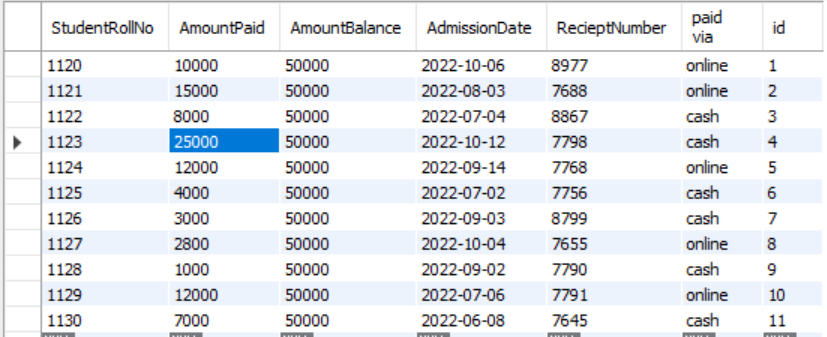 StudentRollNo AmountPaid AmountBalance AdmissionDate RecieptNumber paid via id
1120 10000 50000 2022-10-06 8977 online 1
1121 15000 50000 2022-08-03 7688 online 2
1122 8000 50000 2022-07-04 8867 cash 3
1123 25000 50000 2022-10-12 7798 cash 4
1124 12000 50000 2022-09-14 7768 online 5
1125 4000 50000 2022-07-02 7756 cash 6
1126 3000 50000 2022-09-03 8799 cash 7
1127 2800 50000 2022-10-04 7655 online 8
1128 1000 50000 2022-09-02 7790 cash 9
1129 12000 50000 2022-07-06 7791 online 10
1130 7000 50000 2022-06-08 7645 cash 11